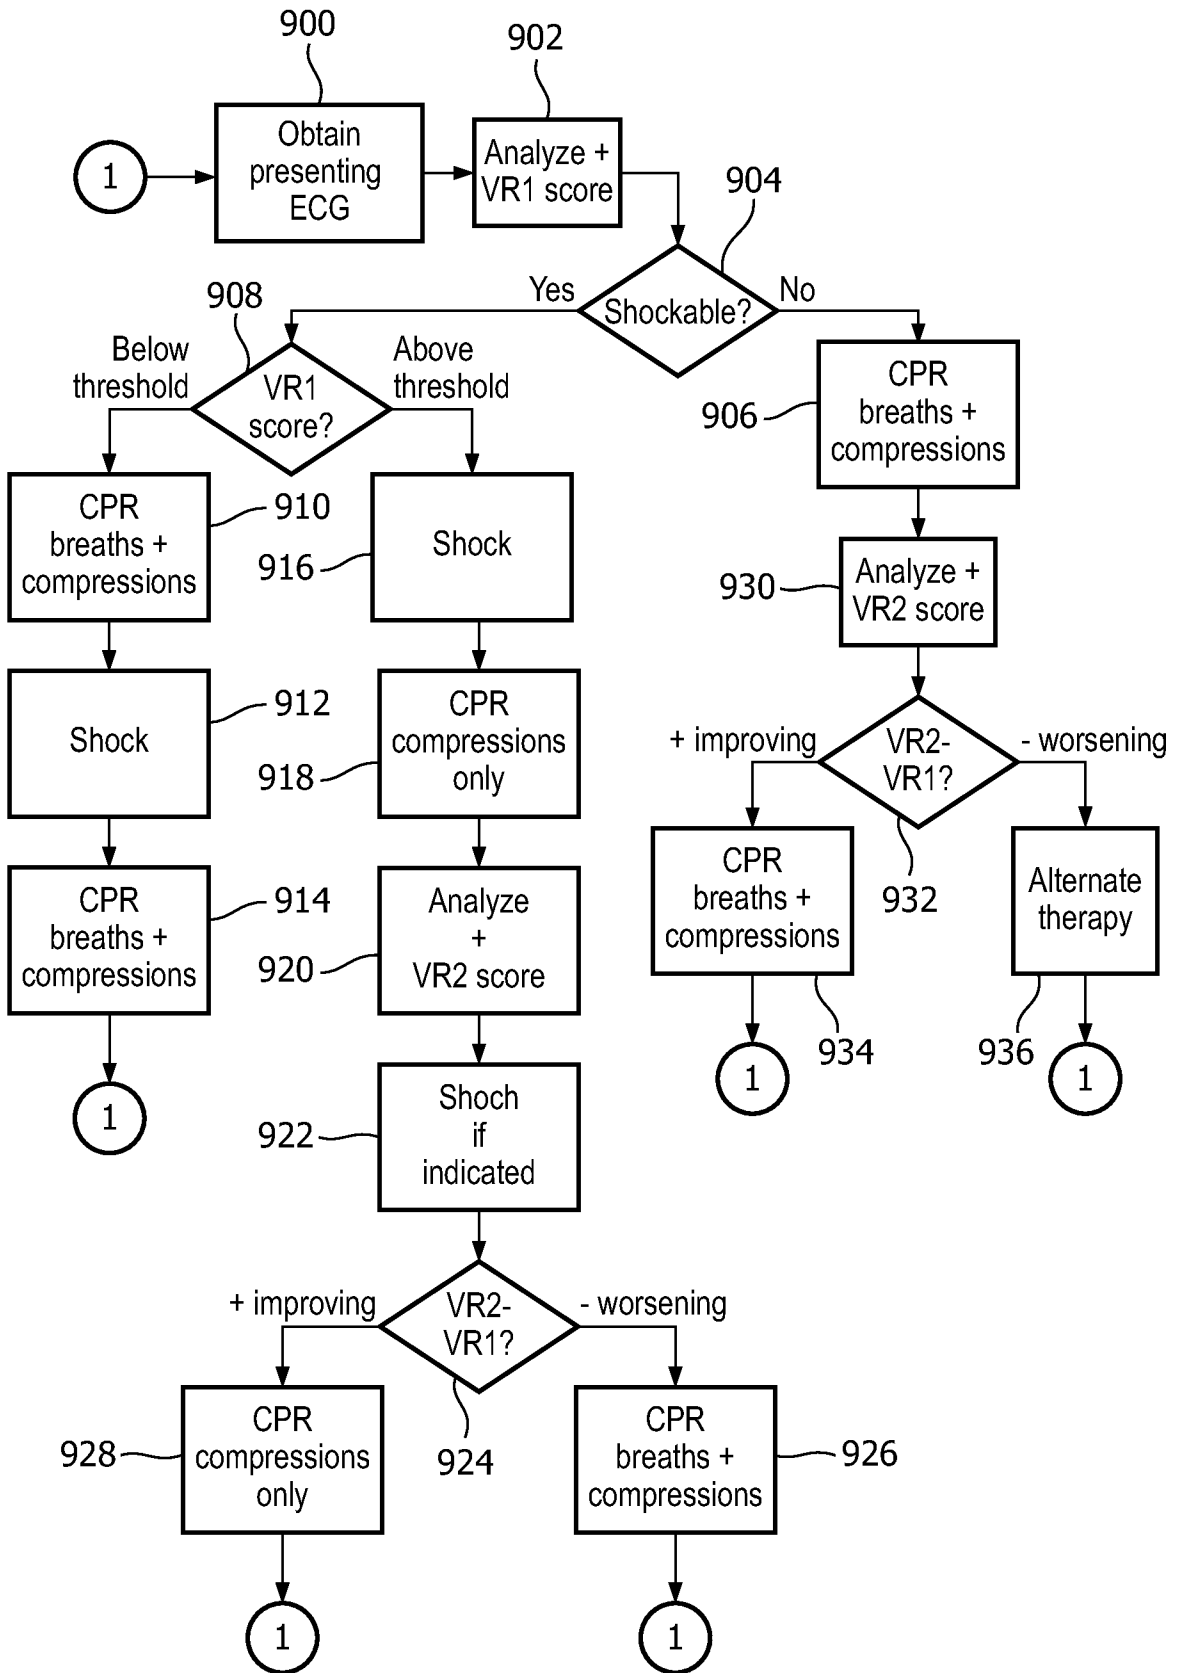 900
902
1
Obtain
presenting
ECG
Analyze +
VR1 score
904
Yes
Shockable?
No
908
Below
threshold
VR1
score?
Above
threshold
906
CPR
breaths +
compressions
CPR
breaths +
compressions
910
916
Shock
930
Analyze +
VR2 score
Shock
912
918
CPR
compressions
only
+ improving
VR2-
VR1?
- worsening
932
CPR
breaths +
compressions
914
920
Analyze
+
VR2 score
CPR
breaths +
compressions
934
Alternate
therapy
936
1
1
1
922
Shoch
if
indicated
+ improving
VR2-
VR1?
- worsening
924
928
CPR
compressions
only
CPR
breaths +
compressions
926
1
1